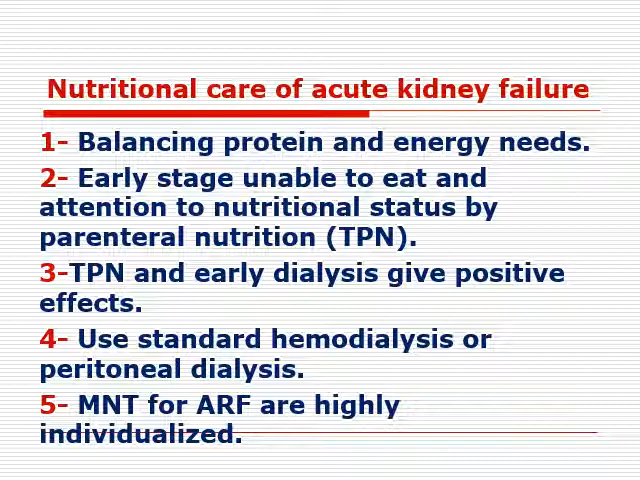 Nutritional care of acute kidney failure
1- Balancing protein and energy needs.
2- Early stage unable to eat and
attention to nutritional status by
parenteral nutrition (TPN).
3-TPN and early dialysis give positive
effects.
4- Use standard hemodialysis or
peritoneal dialysis.
5- MNT for ARF are highly
individualized.